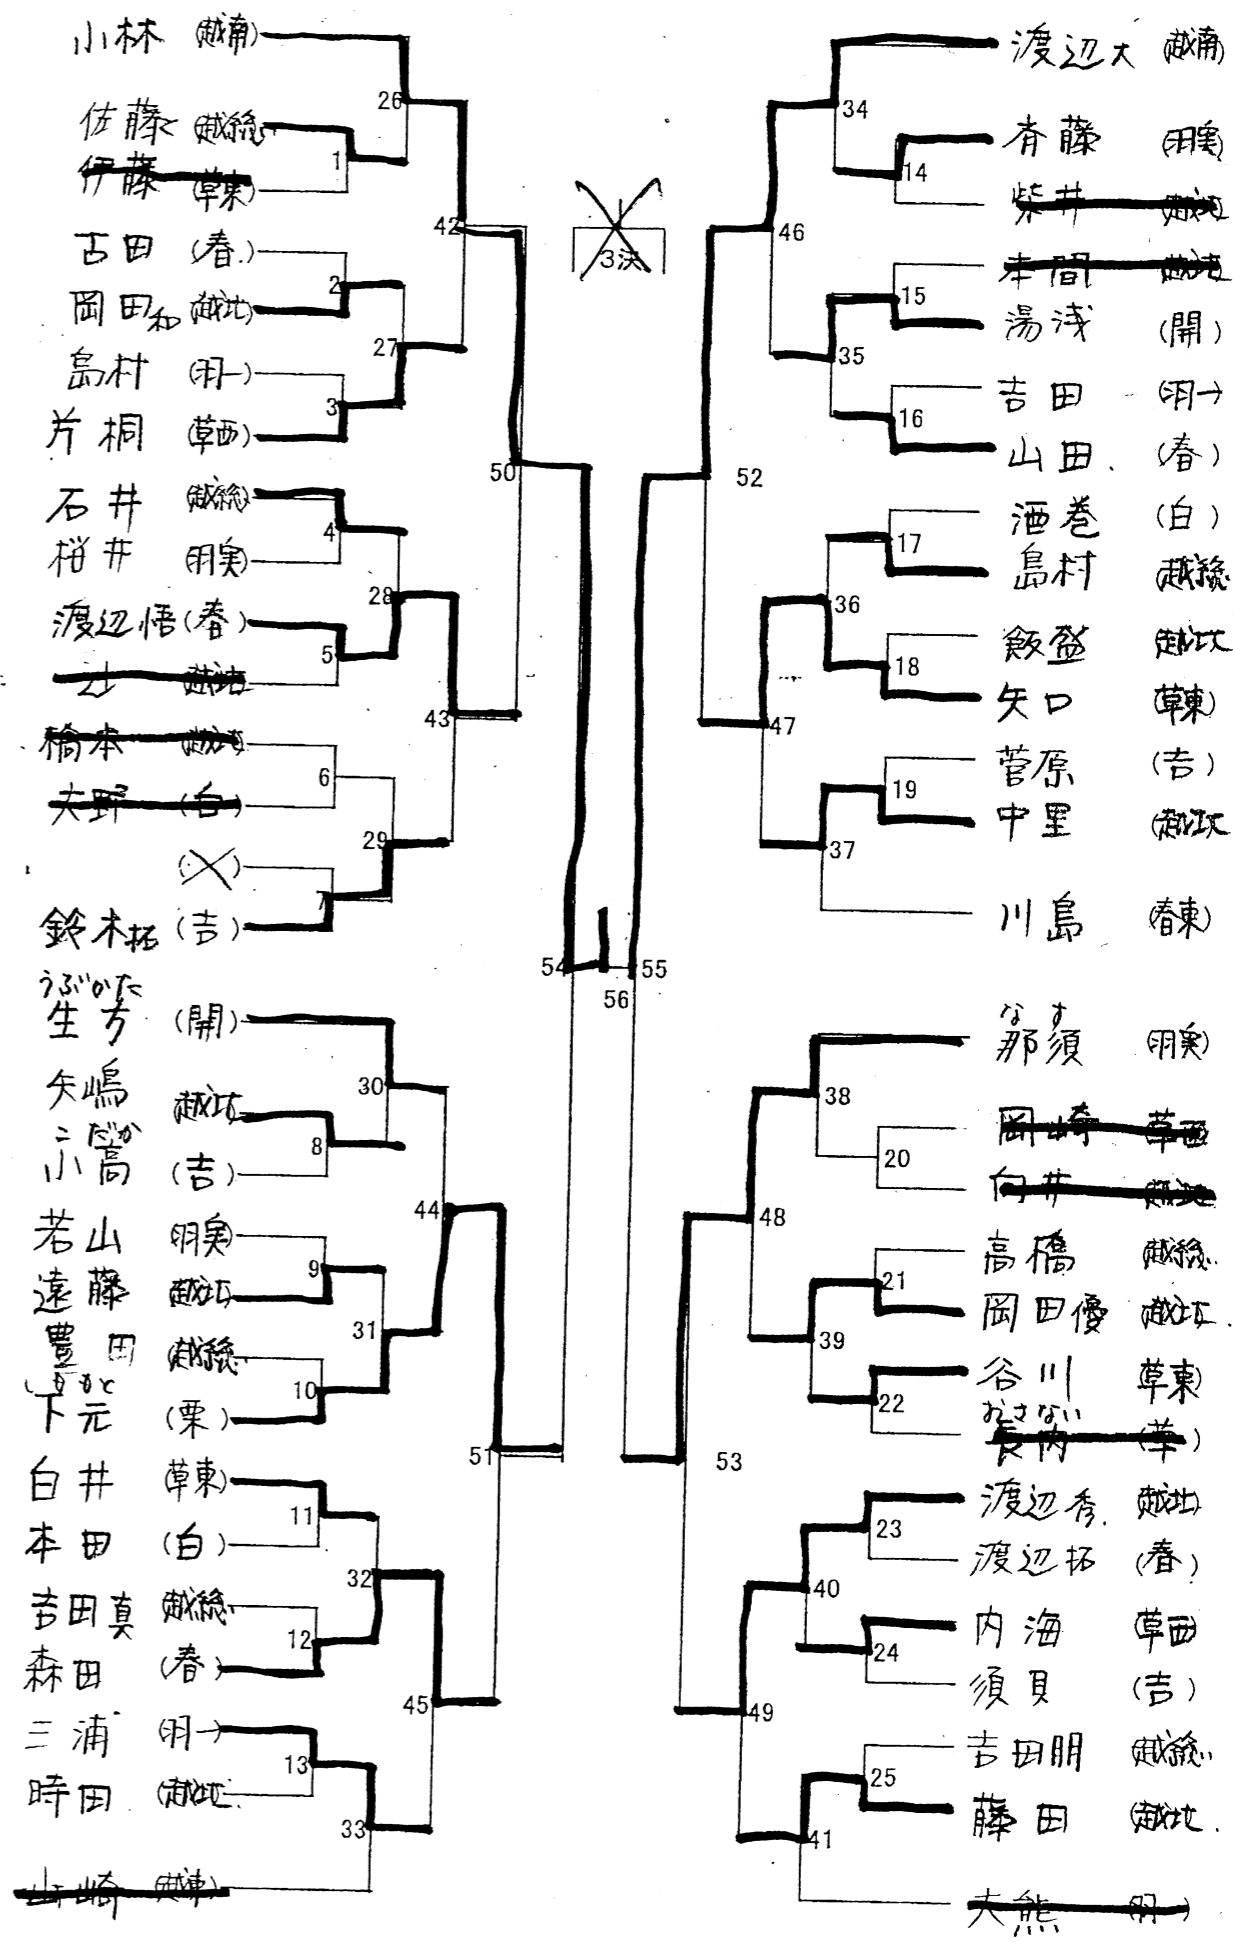 小林 (越南)
佐藤 (越総)
伊藤 (草東)
古田 (春)
岡田和 (越北)
島村 (羽一)
片桐 (草西)
石井 (越総)
桜井 (羽実)
渡辺悟 (春)
辻
橋本
大野 (白)
鈴木拓 (吉)
うぶかた
生方 (開)
矢嶋 (越北)
こだか
小高 (吉)
若山 (羽実)
遠藤 (越北)
豊田 (越総)
しももと
下元 (栗)
白井 (草東)
本田 (白)
吉田真 (越総)
森田 (春)
三浦 (羽一)
時田 (越北)
山崎 (越東)
1
2
3
4
5
6
7
8
9
10
11
12
13
26
27
28
29
30
31
32
33
42
43
44
45
50
51
54
3決
56
55
52
53
46
47
48
49
34
35
36
37
38
39
40
41
14
15
16
17
18
19
20
21
22
23
24
25
渡辺大 (越南)
斉藤 (羽実)
柴井
本間
湯浅 (開)
吉田 (羽一)
山田 (春)
酒巻 (白)
島村 (越総)
飯盛 (越北)
矢口 (草東)
菅原 (吉)
中里 (越北)
川島 (春東)
なす
那須 (羽実)
岡崎 草西
向井
高橋 (越総)
岡田優 (越北)
谷川 (草東)
おさない
長内 (草)
渡辺秀 (越北)
渡辺拓 (春)
内海 (草西)
須貝 (吉)
吉田朋 (越総)
藤田 (越北)
大熊 (羽一)